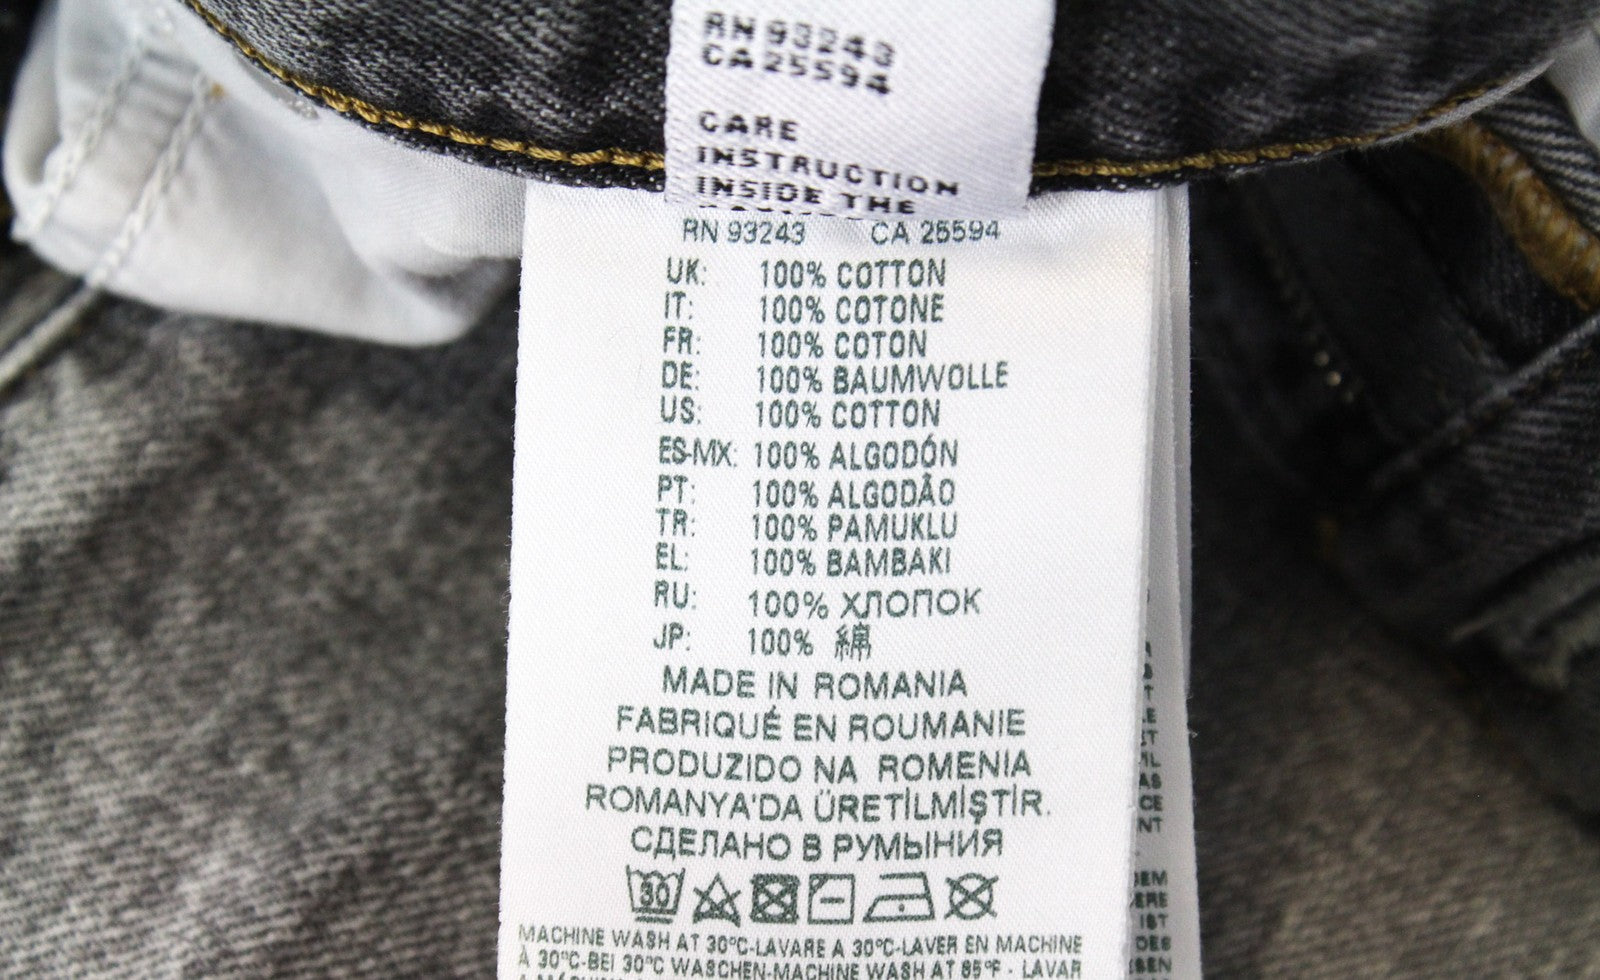 RN 93243
CA 25594
CARE
INSTRUCTION
INSIDE THE
RN 93243 CA 25594
UK: 100% COTTON
IT: 100% COTONE
FR: 100% COTON
DE: 100% BAUMWOLLE
US: 100% COTTON
ES-MX: 100% ALGODÓN
PT: 100% ALGODÃO
TR: 100% PAMUKLU
EL: 100% BAMBAKI
RU: 100% ХЛОПОК
JP: 100% 綿
MADE IN ROMANIA
FABRIQUÉ EN ROUMANIE
PRODUZIDO NA ROMENIA
ROMANYA'DA ÜRETİLMİŞTİR.
СДЕЛАНО В РУМЫНИЯ
30
MACHINE WASH AT 30°C-LAVARE A 30°C-LAVER EN MACHINE
À 30°C-BEI 30°C WASCHEN-MACHINE WASH AT 85°F - LAVAR